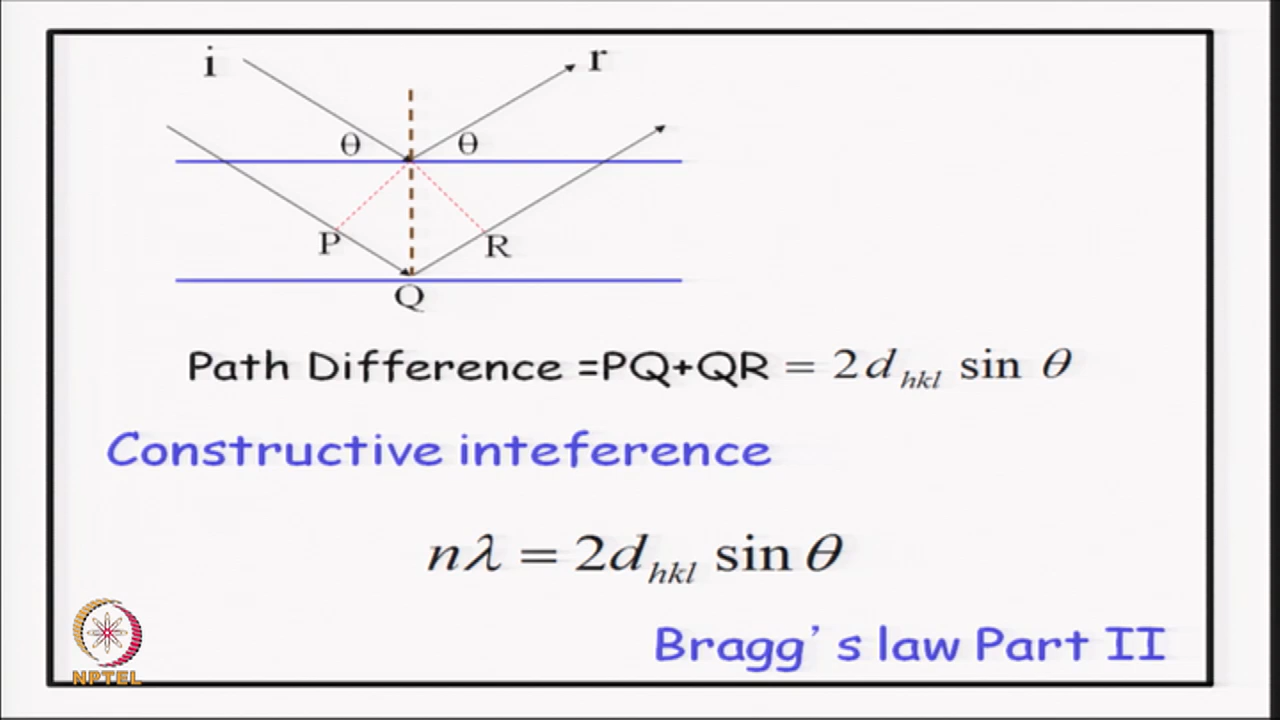 i r
θ θ
P R
Q
Path Difference =PQ+QR = 2d_hkl sin θ
Constructive inteference
nλ = 2d_hkl sin θ
Bragg's law Part II
NPTEL